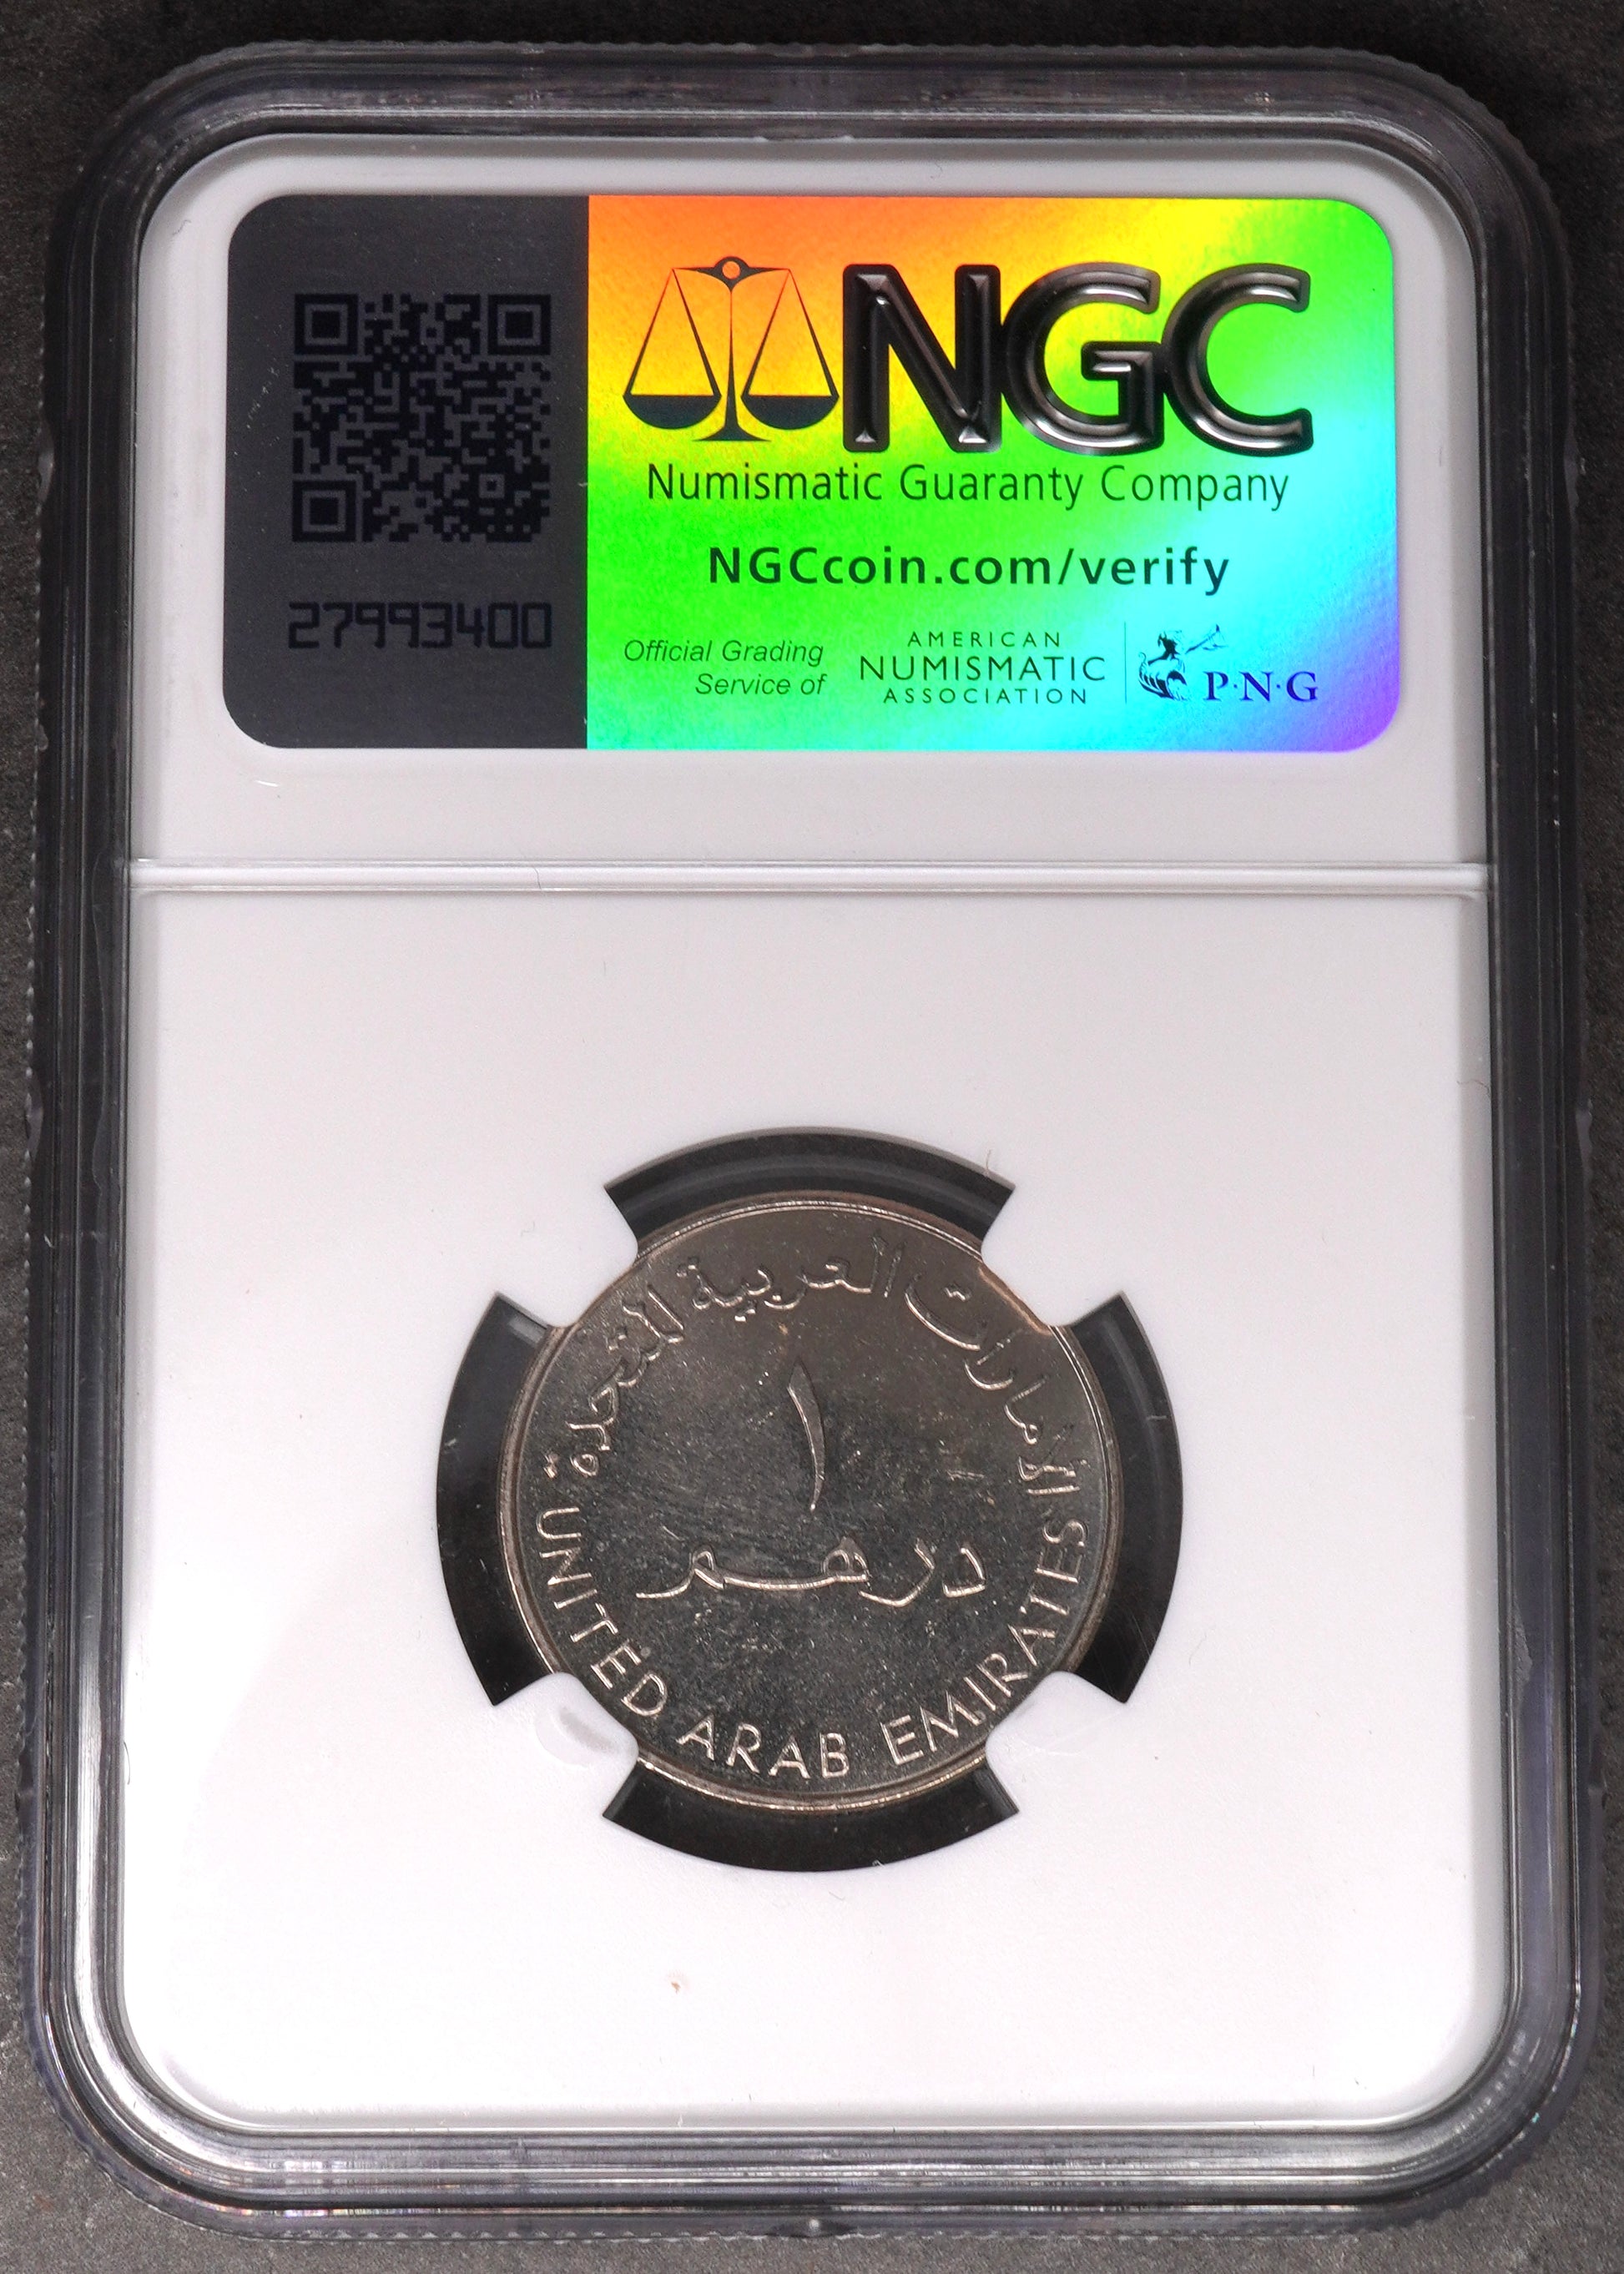 NGC
Numismatic Guaranty Company
NGCcoin.com/verify
27993400
Official Grading
Service of
AMERICAN
NUMISMATIC
ASSOCIATION
P·N·G
الإمارات العربية المتحدة
١
درهم
UNITED ARAB EMIRATES